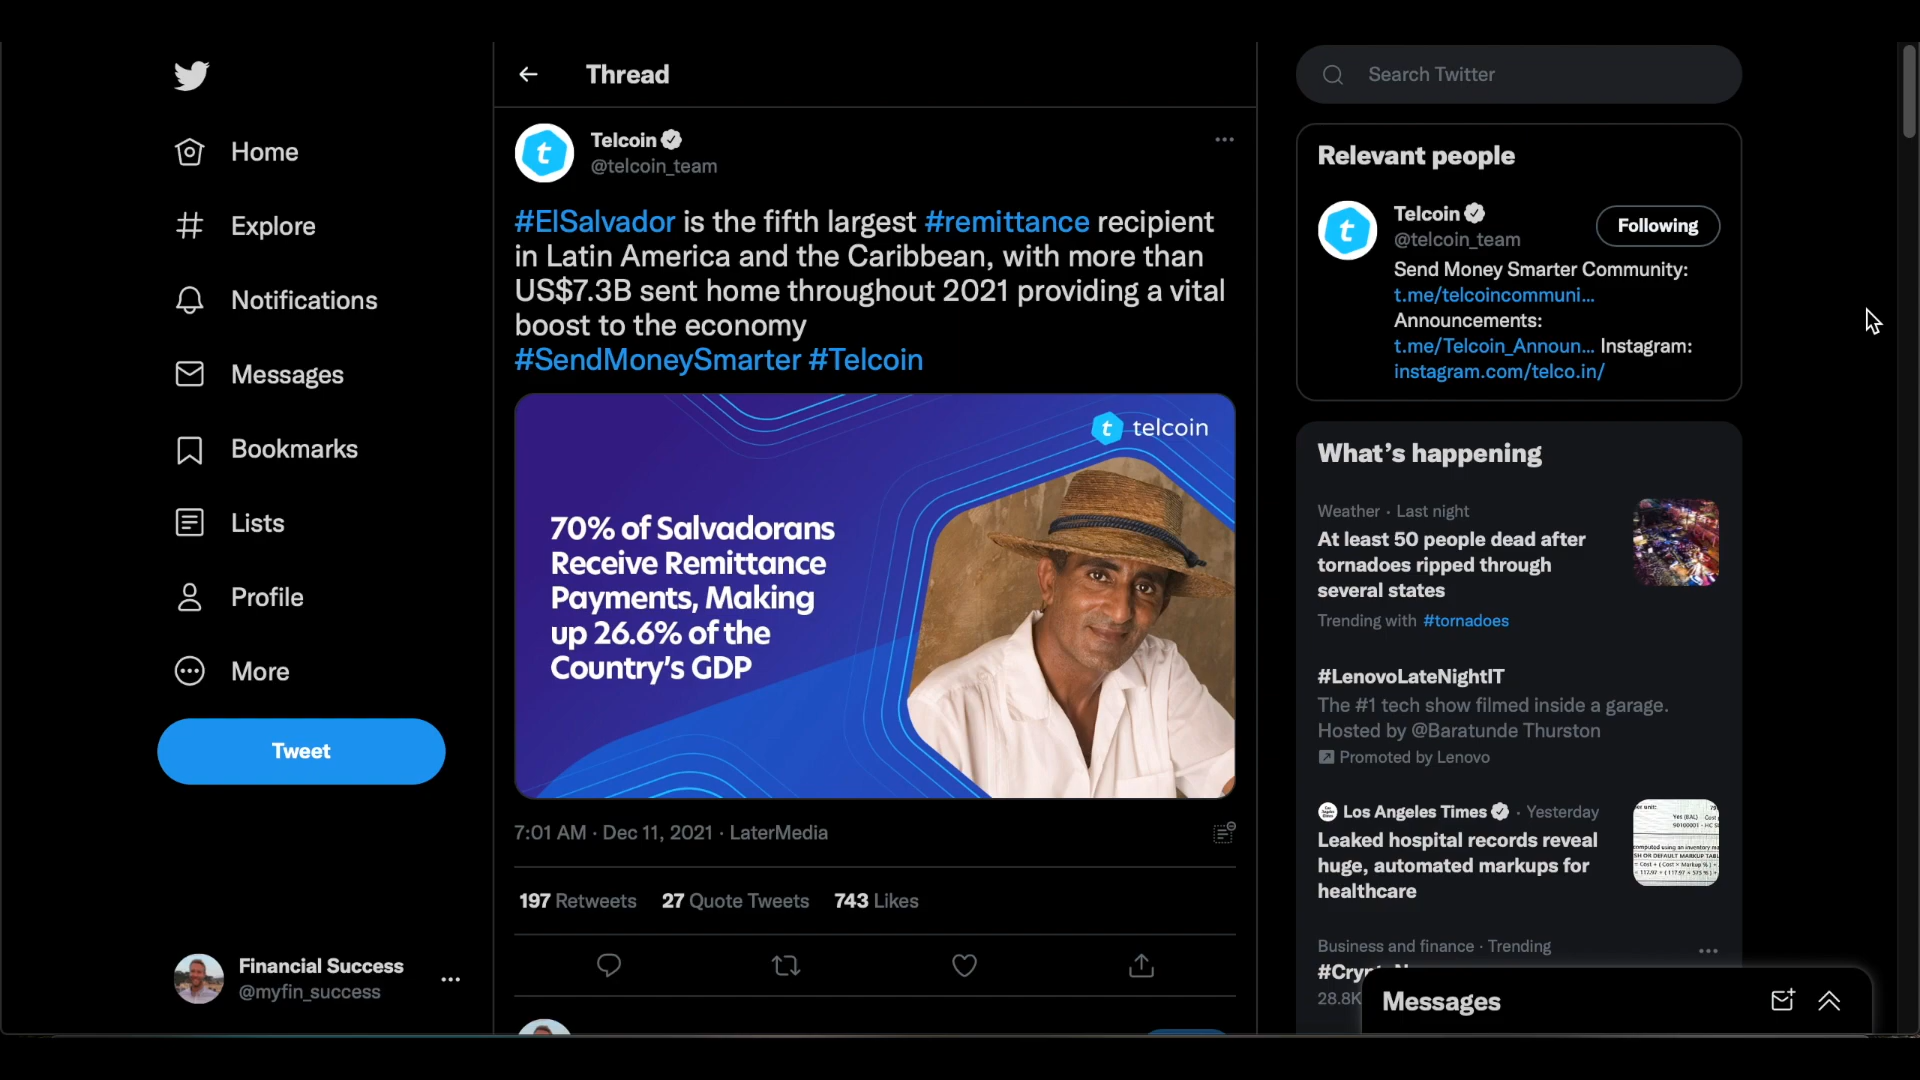 Home
Explore
Notifications
Messages
Bookmarks
Lists
Profile
More
Tweet
Financial Success
@myfin_success
Thread
Telcoin
@telcoin_team
#ElSalvador is the fifth largest #remittance recipient
in Latin America and the Caribbean, with more than
US$7.3B sent home throughout 2021 providing a vital
boost to the economy
#SendMoneySmarter #Telcoin
telcoin
70% of Salvadorans
Receive Remittance
Payments, Making
up 26.6% of the
Country's GDP
7:01 AM · Dec 11, 2021 · LaterMedia
197 Retweets 27 Quote Tweets 743 Likes
Search Twitter
Relevant people
Telcoin
@telcoin_team
Following
Send Money Smarter Community:
t.me/telcoincommuni...
Announcements:
t.me/Telcoin_Announ... Instagram:
instagram.com/telco.in/
What's happening
Weather · Last night
At least 50 people dead after
tornadoes ripped through
several states
Trending with #tornadoes
#LenovoLateNightIT
The #1 tech show filmed inside a garage.
Hosted by @Baratunde Thurston
Promoted by Lenovo
Los Angeles Times · Yesterday
Leaked hospital records reveal
huge, automated markups for
healthcare
Business and finance · Trending
28.8K
Messages